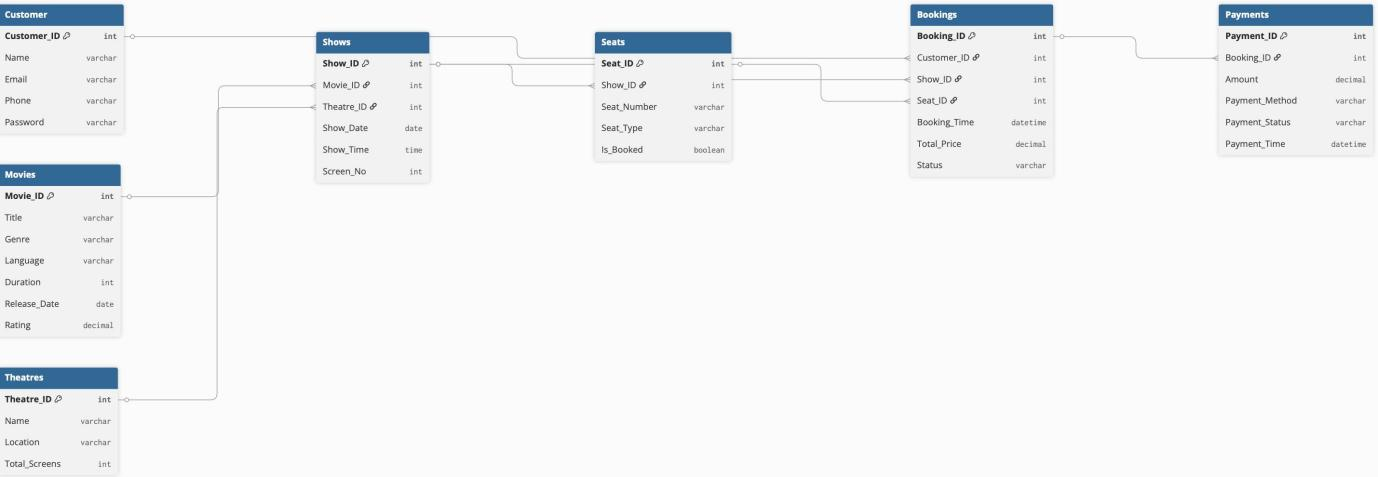 Customer
Customer_ID int
Name varchar
Email varchar
Phone varchar
Password varchar
Movies
Movie_ID int
Title varchar
Genre varchar
Language varchar
Duration int
Release_Date date
Rating decimal
Theatres
Theatre_ID int
Name varchar
Location varchar
Total_Screens int
Shows
Show_ID int
Movie_ID int
Theatre_ID int
Show_Date date
Show_Time time
Screen_No int
Seats
Seat_ID int
Show_ID int
Seat_Number varchar
Seat_Type varchar
Is_Booked boolean
Bookings
Booking_ID int
Customer_ID int
Show_ID int
Seat_ID int
Booking_Time datetime
Total_Price decimal
Status varchar
Payments
Payment_ID int
Booking_ID int
Amount decimal
Payment_Method varchar
Payment_Status varchar
Payment_Time datetime